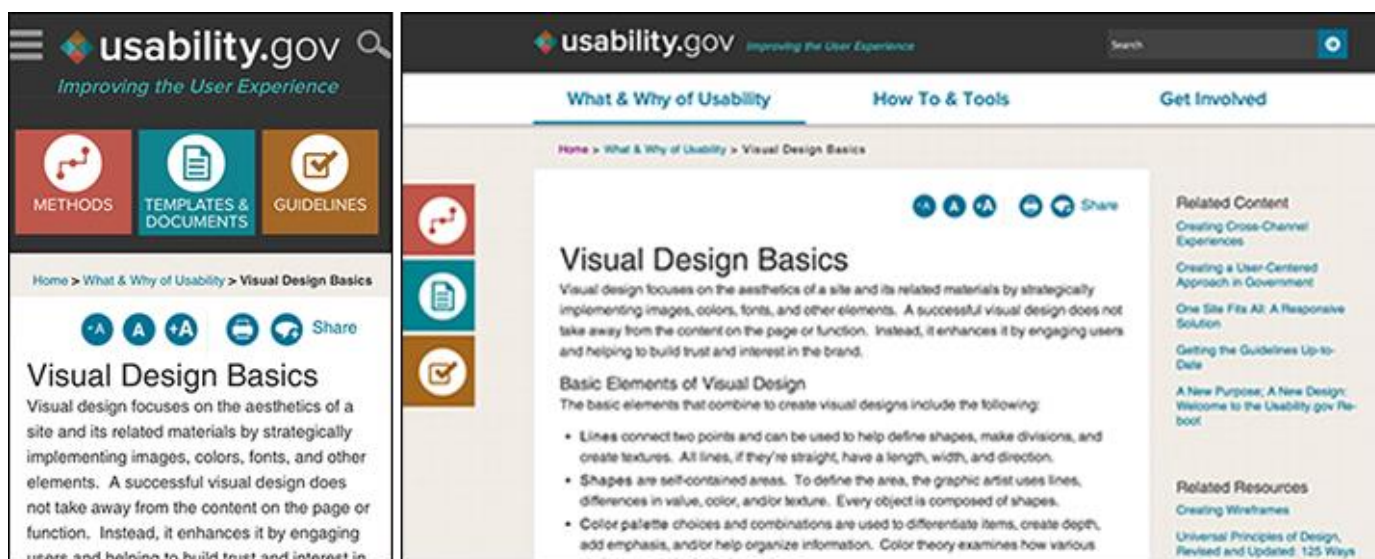 usability.gov
Improving the User Experience
METHODS
TEMPLATES &
DOCUMENTS
GUIDELINES
Home > What & Why of Usability > Visual Design Basics
-A A +A Share
Visual Design Basics
Visual design focuses on the aesthetics of a
site and its related materials by strategically
implementing images, colors, fonts, and other
elements. A successful visual design does
not take away from the content on the page or
function. Instead, it enhances it by engaging
users and helping to build trust and interest in
usability.gov Improving the User Experience
Search
What & Why of Usability
How To & Tools
Get Involved
Home > What & Why of Usability > Visual Design Basics
-A A +A Share
Visual Design Basics
Visual design focuses on the aesthetics of a site and its related materials by strategically
implementing images, colors, fonts, and other elements. A successful visual design does not
take away from the content on the page or function. Instead, it enhances it by engaging users
and helping to build trust and interest in the brand.
Basic Elements of Visual Design
The basic elements that combine to create visual designs include the following:
• Lines connect two points and can be used to help define shapes, make divisions, and
create textures. All lines, if they're straight, have a length, width, and direction.
• Shapes are self-contained areas. To define the area, the graphic artist uses lines,
differences in value, color, and/or texture. Every object is composed of shapes.
• Color palette choices and combinations are used to differentiate items, create depth,
add emphasis, and/or help organize information. Color theory examines how various
Related Content
Creating Cross-Channel
Experiences
Creating a User-Centered
Approach in Government
One Site Fits All: A Responsive
Solution
Getting the Guidelines Up-to-
Date
A New Purpose; A New Design:
Welcome to the Usability.gov Re-
boot
Related Resources
Creating Wireframes
Universal Principles of Design,
Revised and Updated: 125 Ways